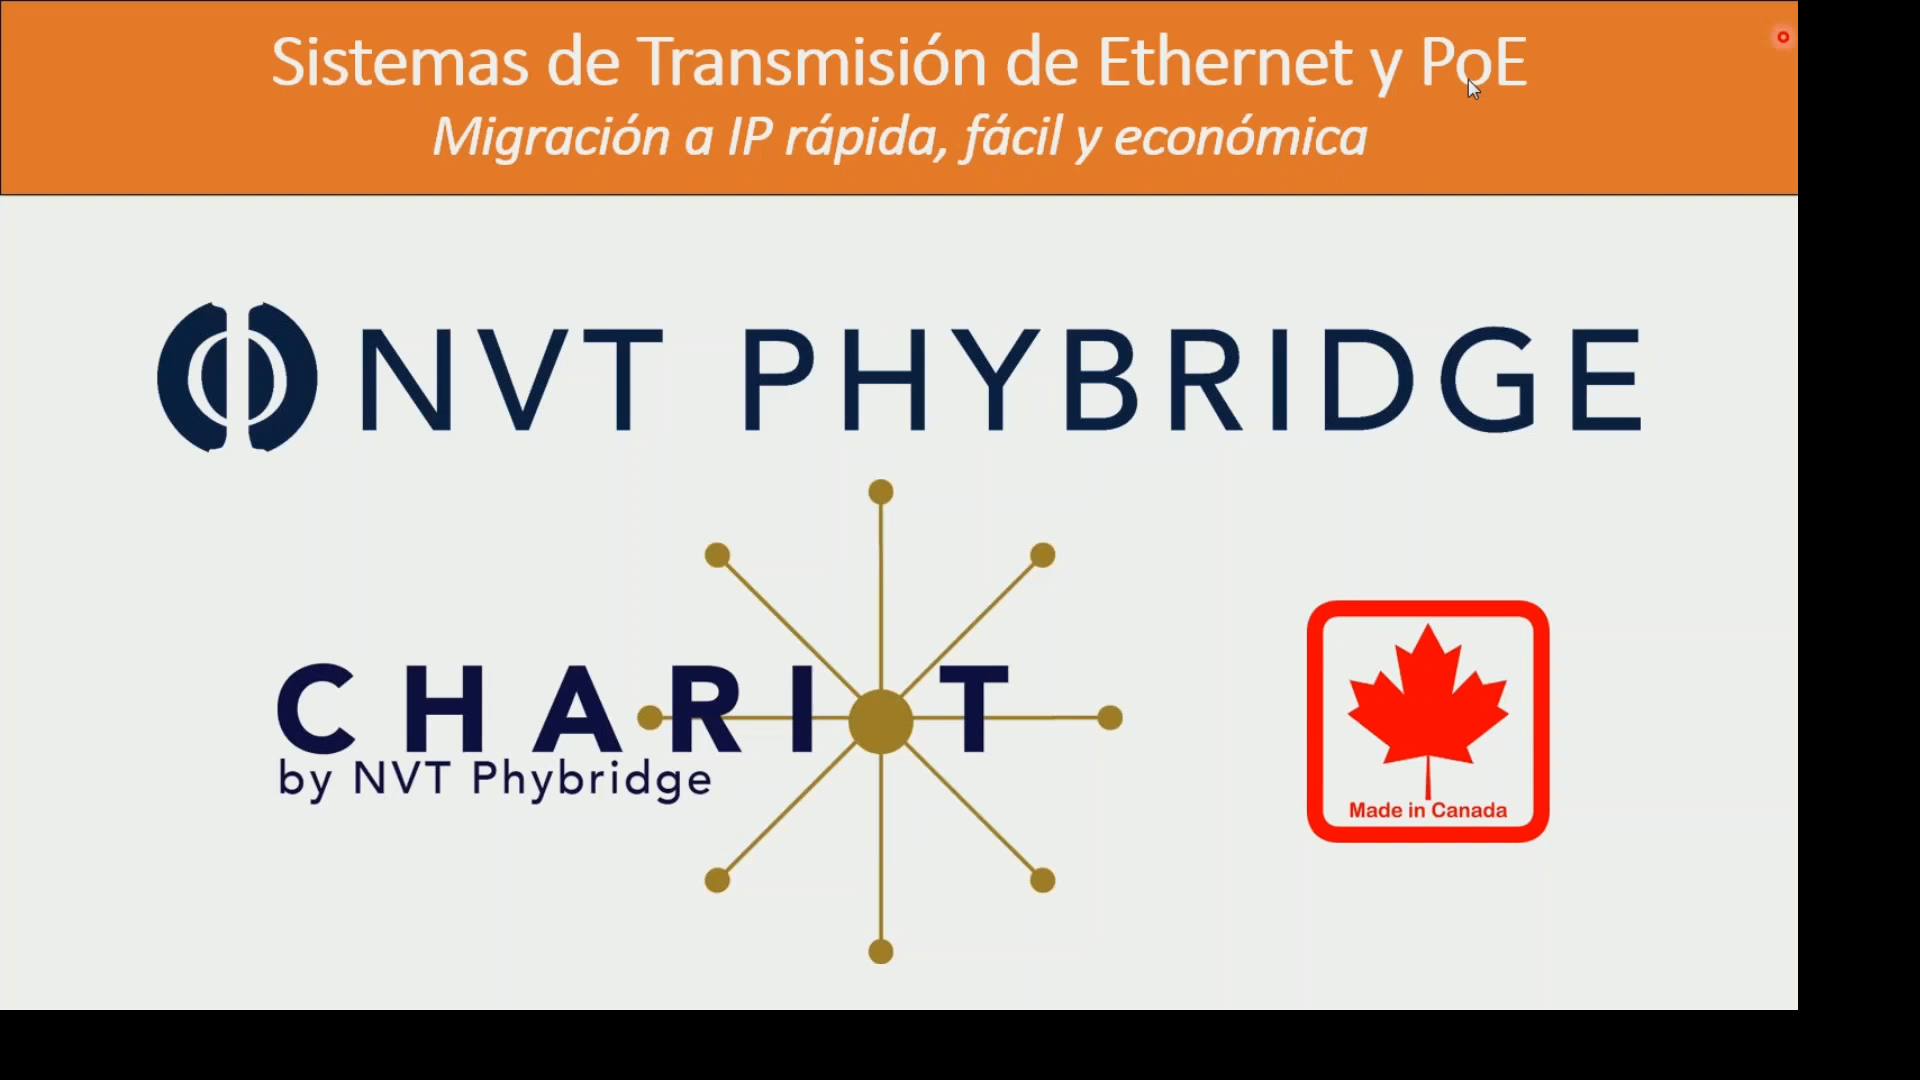 Sistemas de Transmisión de Ethernet y PoE
Migración a IP rápida, fácil y económica
NVT PHYBRIDGE
CHARIOT
by NVT Phybridge
Made in Canada